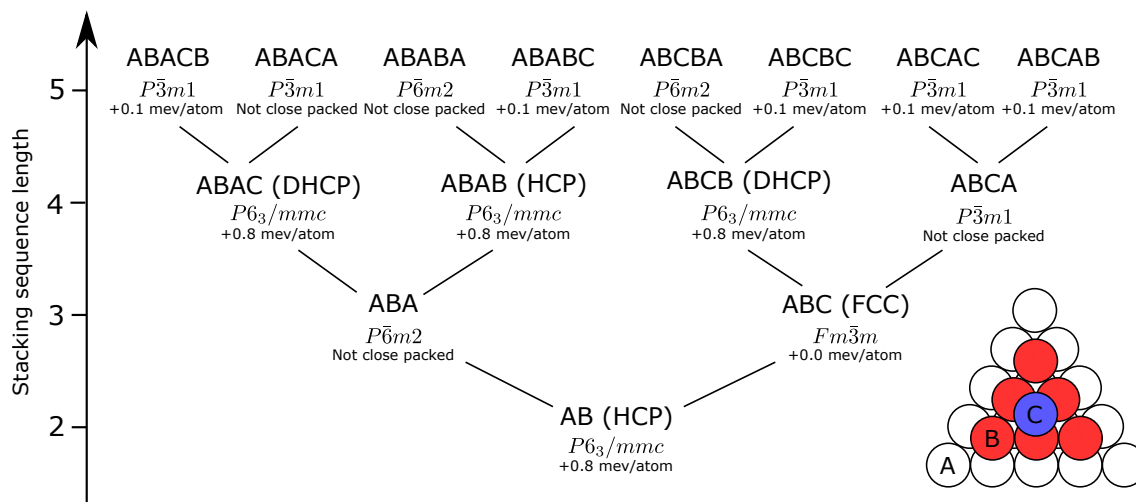 ABACB ABACA ABABA ABABC ABCBA ABCBC ABCAC ABCAB
5
P3̄m1 P3̄m1 P6̄m2 P3̄m1 P6̄m2 P3̄m1 P3̄m1 P3̄m1
+0.1 mev/atom Not close packed Not close packed +0.1 mev/atom Not close packed +0.1 mev/atom +0.1 mev/atom +0.1 mev/atom
Stacking sequence length
4
ABAC (DHCP) ABAB (HCP) ABCB (DHCP) ABCA
P6₃/mmc P6₃/mmc P6₃/mmc P3̄m1
+0.8 mev/atom +0.8 mev/atom +0.8 mev/atom Not close packed
3
ABA ABC (FCC)
P6̄m2 Fm3̄m
Not close packed +0.0 mev/atom
2
AB (HCP)
P6₃/mmc
+0.8 mev/atom
C
B
A